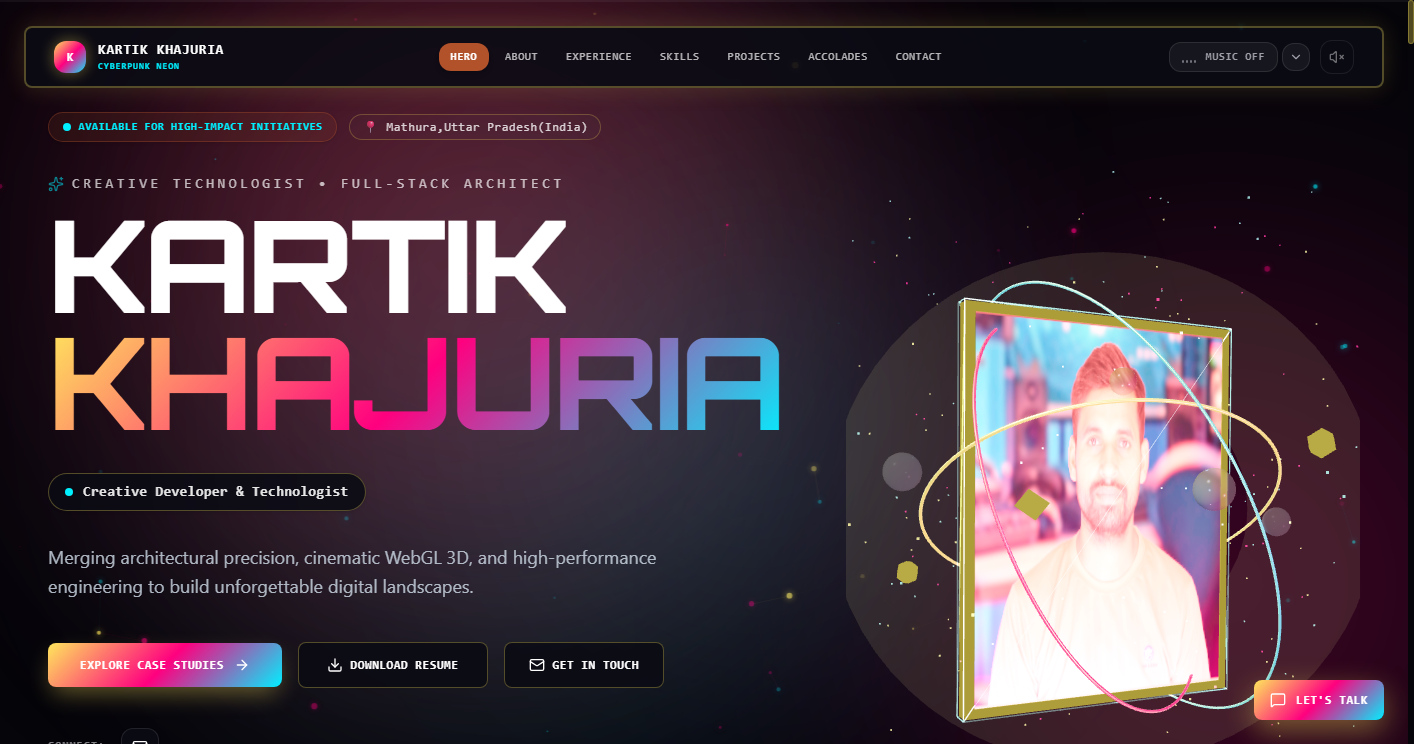 K
KARTIK KHAJURIA
CYBERPUNK NEON
HERO
ABOUT
EXPERIENCE
SKILLS
PROJECTS
ACCOLADES
CONTACT
MUSIC OFF
AVAILABLE FOR HIGH-IMPACT INITIATIVES
Mathura,Uttar Pradesh(India)
CREATIVE TECHNOLOGIST • FULL-STACK ARCHITECT
KARTIK
KHAJURIA
Creative Developer & Technologist
Merging architectural precision, cinematic WebGL 3D, and high-performance
engineering to build unforgettable digital landscapes.
EXPLORE CASE STUDIES
DOWNLOAD RESUME
GET IN TOUCH
LET'S TALK